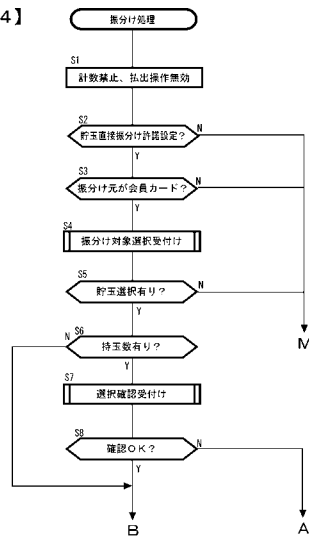 4】
振分け処理
S1
計数禁止、払出操作無効
S2
貯玉直接振分け許諾設定？
N
Y
S3
振分け元が会員カード？
N
Y
S4
振分け対象選択受付け
S5
貯玉選択有り？
N
Y
M
N
S6
持玉数有り？
Y
S7
選択確認受付け
S8
確認ＯＫ？
N
Y
B
A